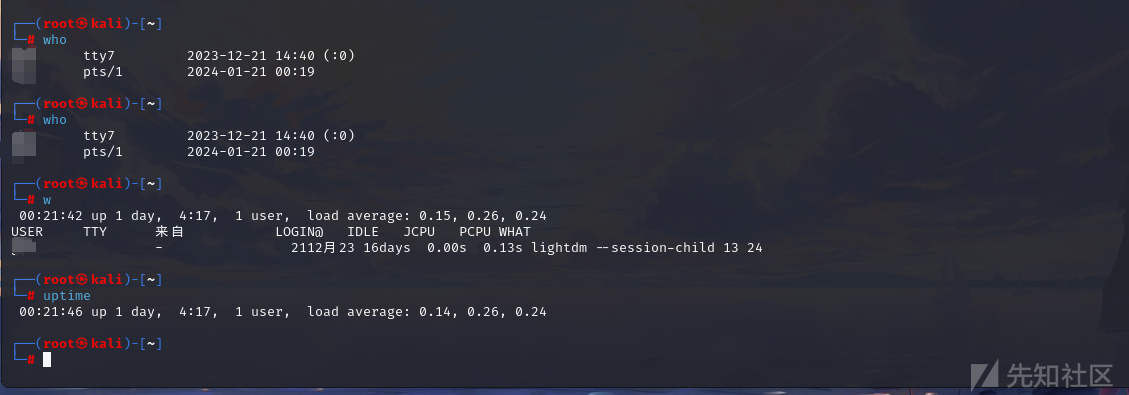 ┌──(root㉿kali)-[~]
└─# who
tty7         2023-12-21 14:40 (:0)
pts/1        2024-01-21 00:19
┌──(root㉿kali)-[~]
└─# who
tty7         2023-12-21 14:40 (:0)
pts/1        2024-01-21 00:19
┌──(root㉿kali)-[~]
└─# w
00:21:42 up 1 day,  4:17,  1 user,  load average: 0.15, 0.26, 0.24
USER     TTY      来自            LOGIN@   IDLE   JCPU   PCPU WHAT
-                2112月23 16days  0.00s  0.13s lightdm --session-child 13 24
┌──(root㉿kali)-[~]
└─# uptime
00:21:46 up 1 day,  4:17,  1 user,  load average: 0.14, 0.26, 0.24
┌──(root㉿kali)-[~]
└─#
先知社区